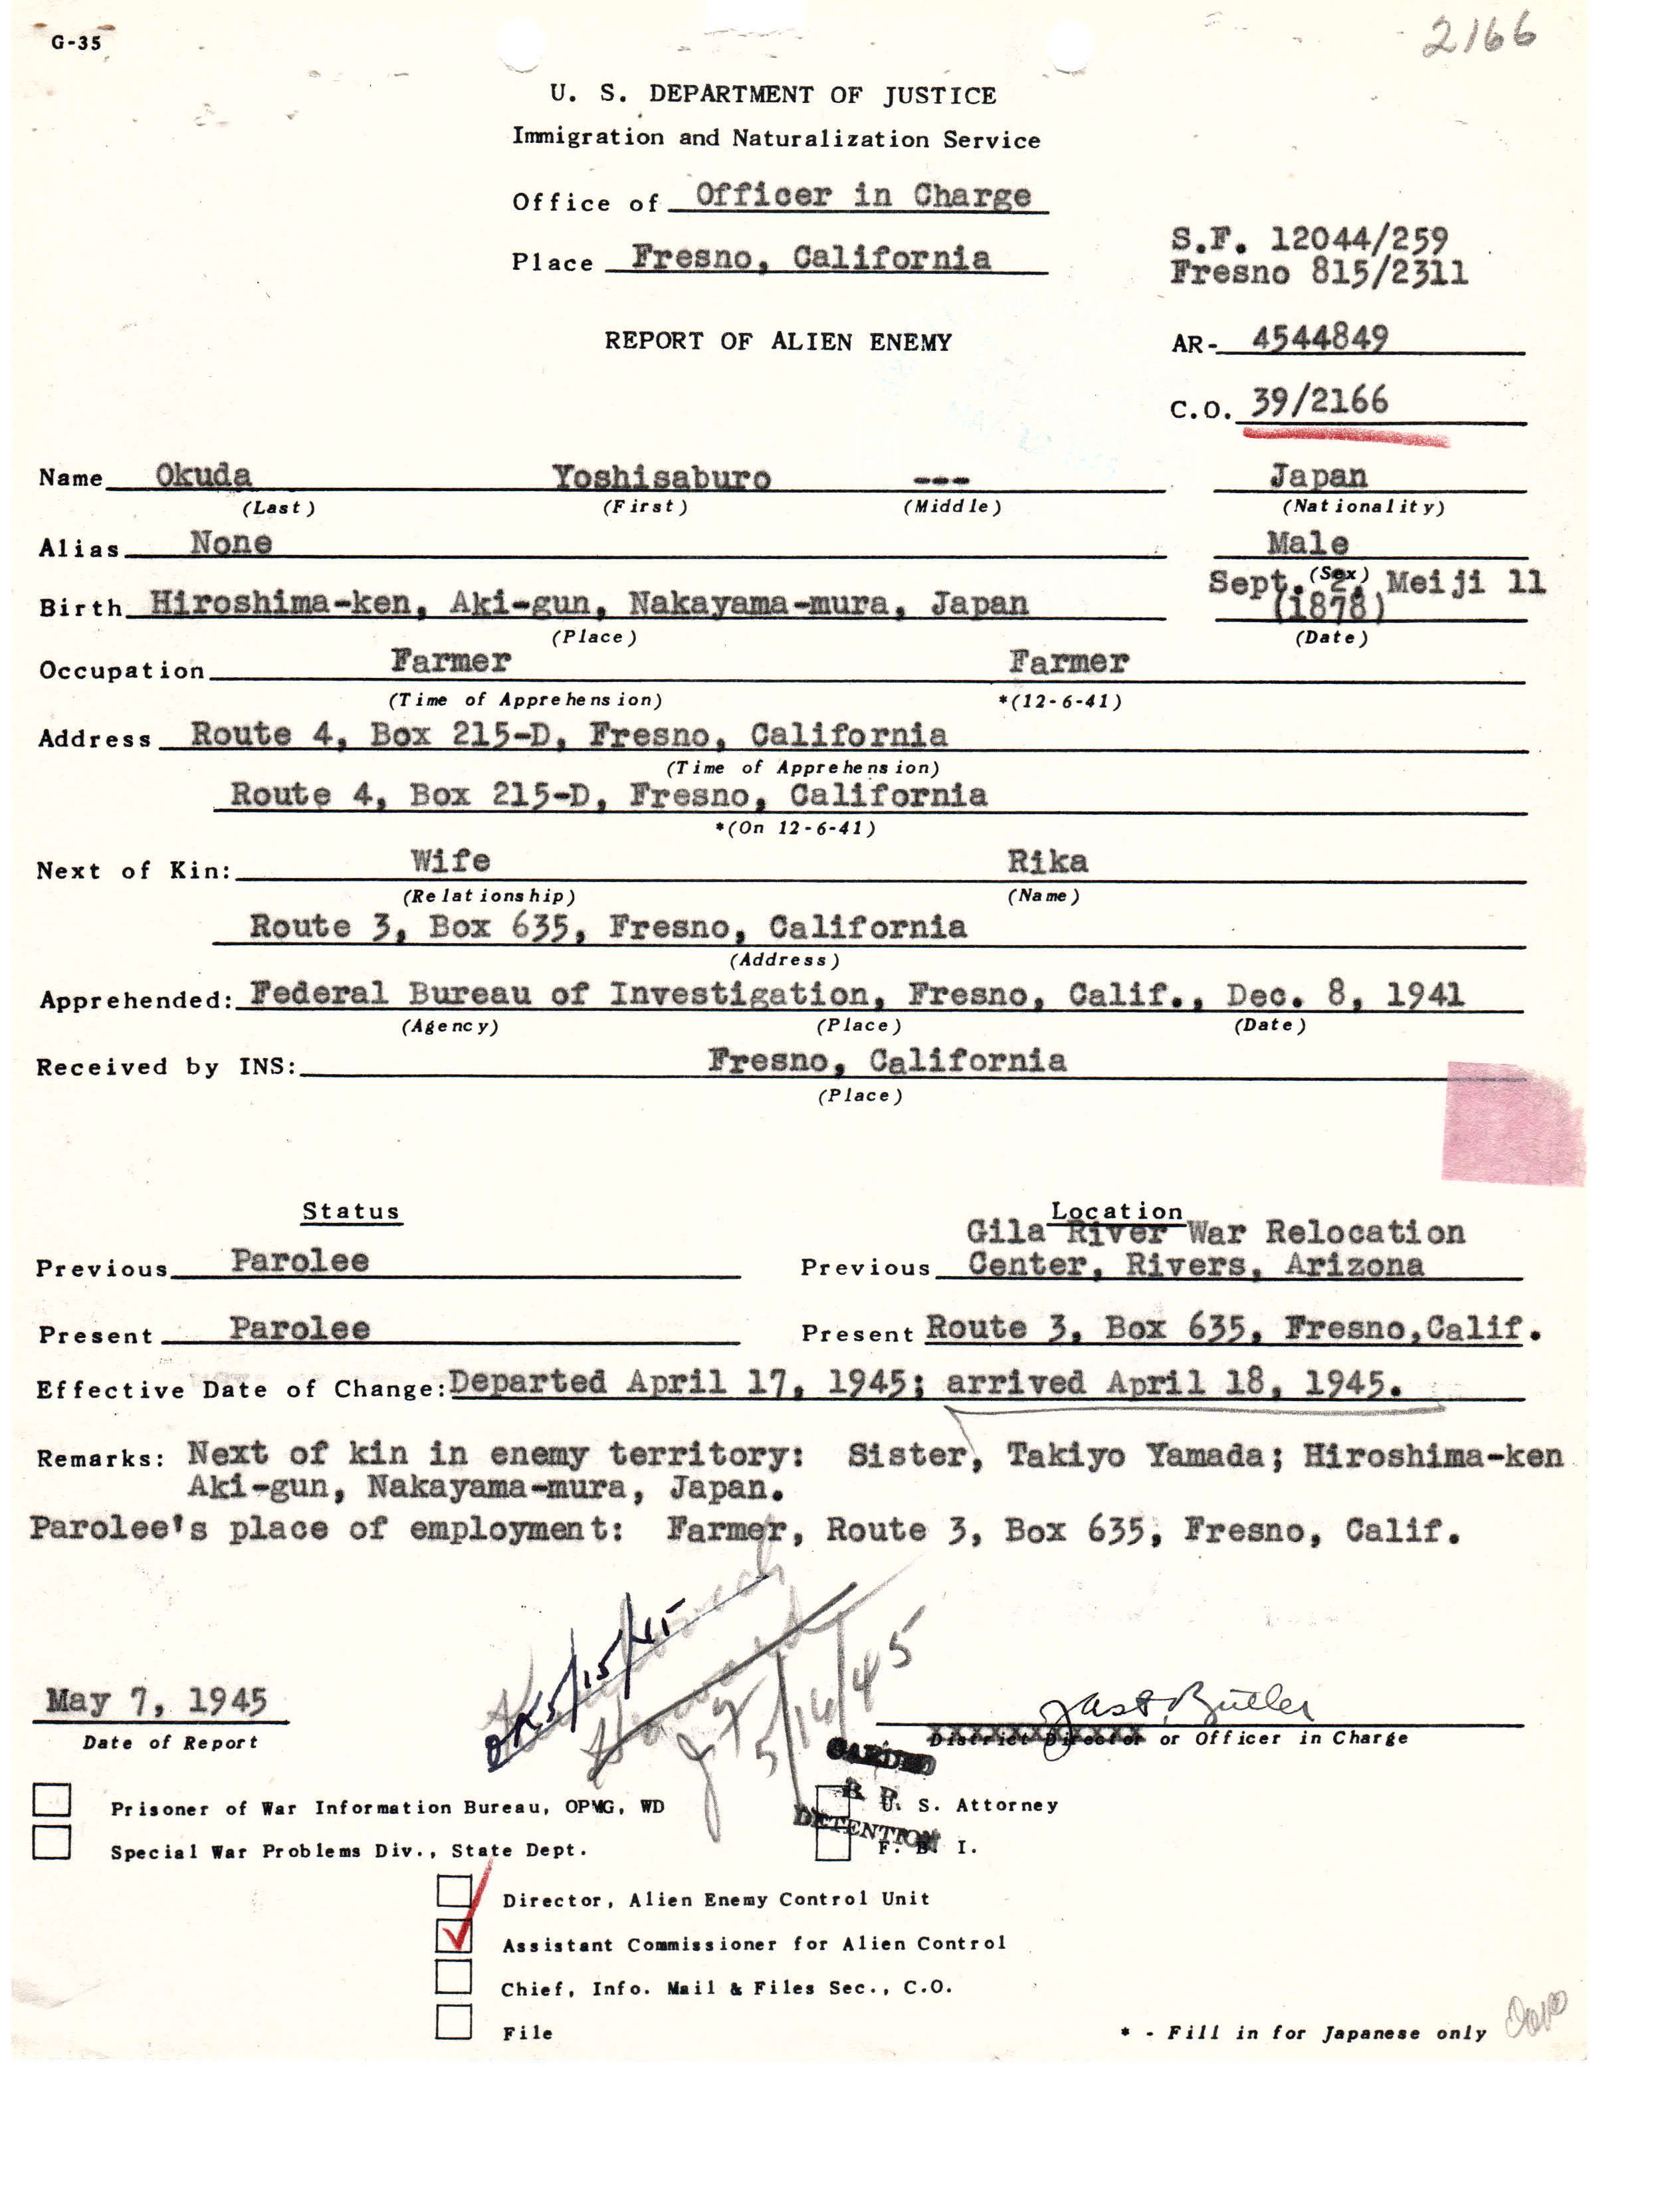 G-35
2166
U. S. DEPARTMENT OF JUSTICE
Immigration and Naturalization Service
Office of Officer in Charge
Place Fresno, California
S.F. 12044/259
Fresno 815/2311
REPORT OF ALIEN ENEMY
AR- 4544849
C.O. 39/2166
Name Okuda Yoshisaburo --- Japan
(Last) (First) (Middle) (Nationality)
Alias None Male
(Sex)
Birth Hiroshima-ken, Aki-gun, Nakayama-mura, Japan Sept. 2, Meiji 11
(1878)
(Place) (Date)
Occupation Farmer Farmer
(Time of Apprehension) *(12-6-41)
Address Route 4, Box 215-D, Fresno, California
(Time of Apprehension)
Route 4, Box 215-D, Fresno, California
*(On 12-6-41)
Next of Kin: Wife Rika
(Relationship) (Name)
Route 3, Box 635, Fresno, California
(Address)
Apprehended: Federal Bureau of Investigation, Fresno, Calif., Dec. 8, 1941
(Agency) (Place) (Date)
Received by INS: Fresno, California
(Place)
Status Location
Gila River War Relocation
Previous Parolee Previous Center, Rivers, Arizona
Present Parolee Present Route 3, Box 635, Fresno,Calif.
Effective Date of Change: Departed April 17, 1945; arrived April 18, 1945.
Remarks: Next of kin in enemy territory: Sister, Takiyo Yamada; Hiroshima-ken
Aki-gun, Nakayama-mura, Japan.
Parolee's place of employment: Farmer, Route 3, Box 635, Fresno, Calif.
5/15/45
5/14/45
May 7, 1945
Date of Report
Jas F. Butler
District Director or Officer in Charge
CARDED
DETENTION
Prisoner of War Information Bureau, OPMG, WD
U. S. Attorney
Special War Problems Div., State Dept.
F. B. I.
Director, Alien Enemy Control Unit
Assistant Commissioner for Alien Control
Chief, Info. Mail & Files Sec., C.O.
File
* - Fill in for Japanese only